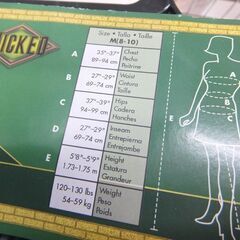 WICKED
Size • Talla • Taille
M(8-10)
A
35"-37"
89-94 cm
Chest
Pecho
Poitrine
B
27"-29"
69-74 cm
Waist
Cintura
Taille
C
37"-39"
94-99 cm
Hips
Cadera
Hanches
D
27"-29"
69-74 cm
Inseam
Entrepierna
Entrejambe
E
5'8"-5'9"
1.73-1.75 m
Height
Estatura
Grandeur
120-130 lbs
54-59 kg
Weight
Peso
Poids
A
B
C